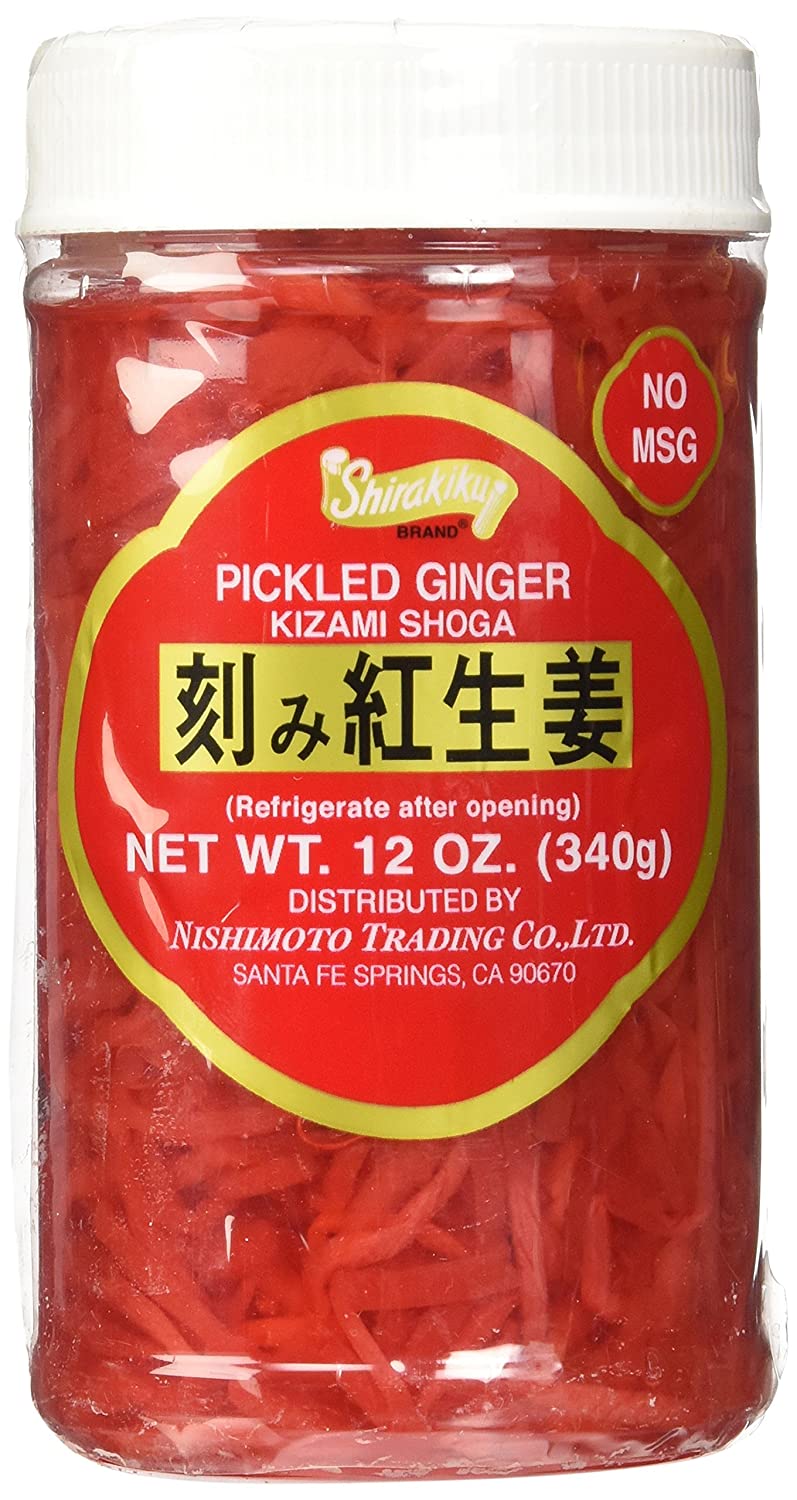 NO
MSG
Shirakiku
BRAND®
PICKLED GINGER
KIZAMI SHOGA
刻み紅生姜
(Refrigerate after opening)
NET WT. 12 OZ. (340g)
DISTRIBUTED BY
NISHIMOTO TRADING CO.,LTD.
SANTA FE SPRINGS, CA 90670